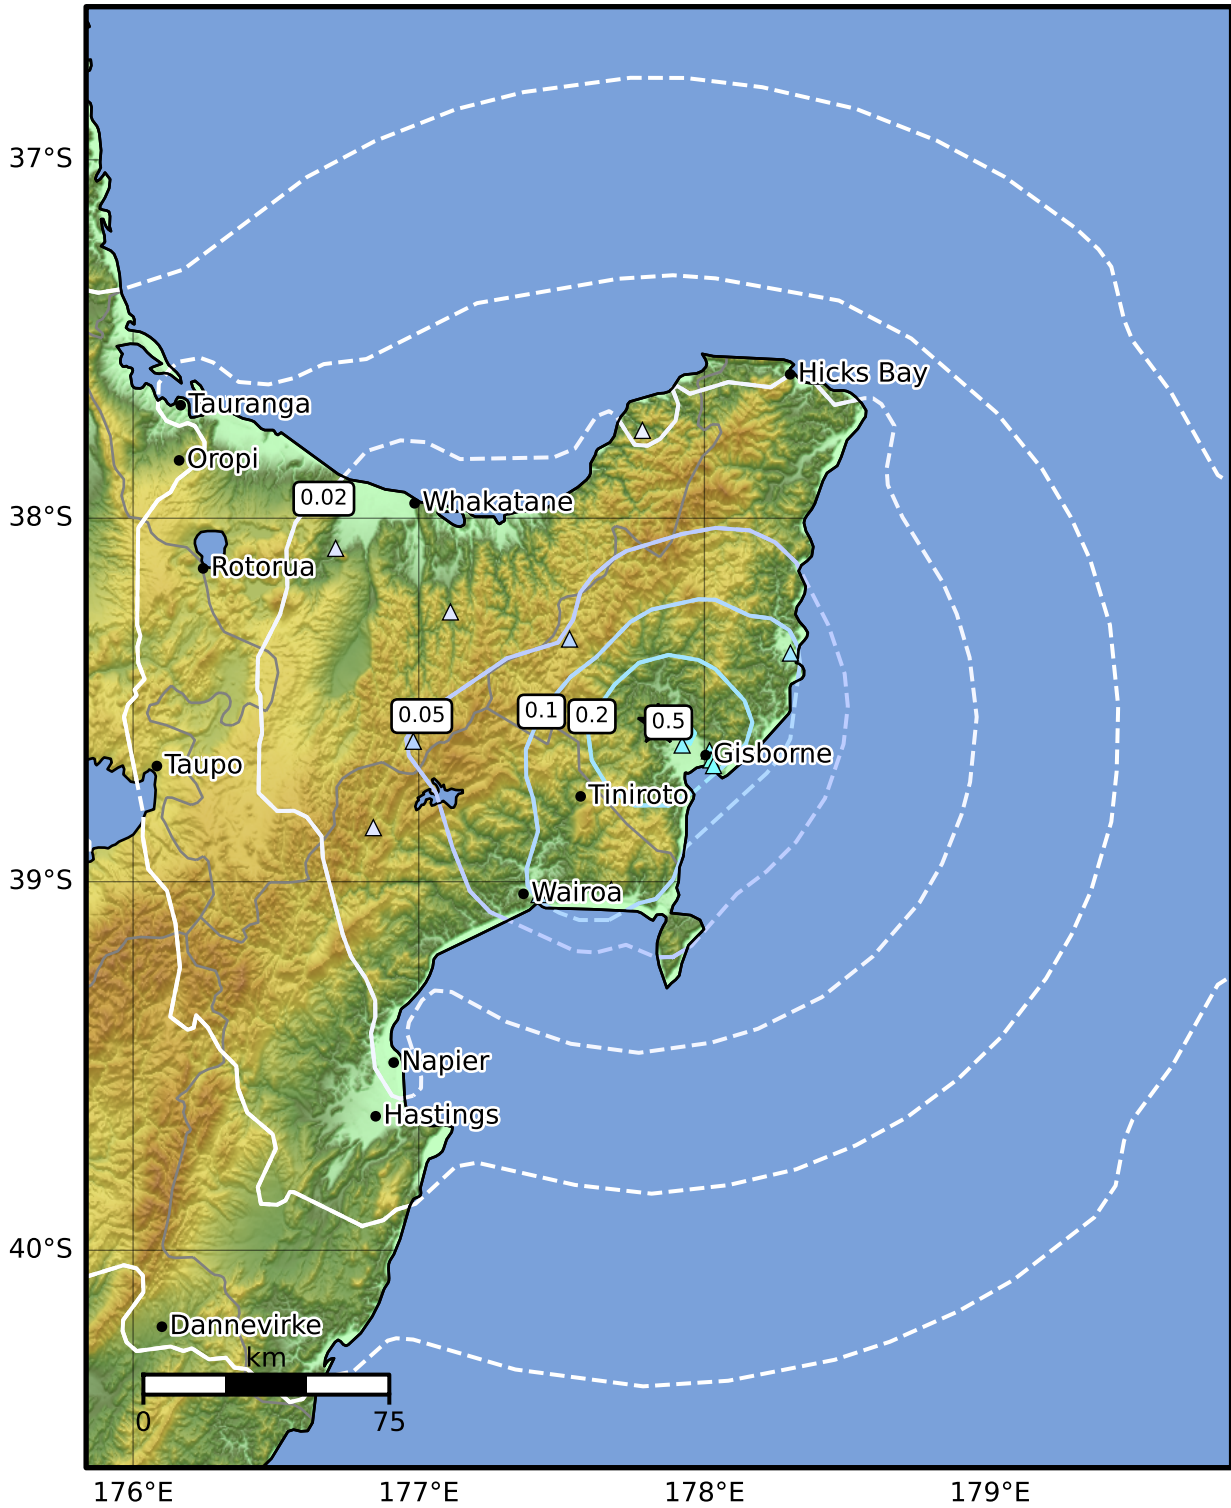 37°S
Hicks Bay
Tauranga
Oropi
0.02
Whakatane
38°S
Rotorua
0.05
0.1
0.2
0.5
Gisborne
Taupo
Tiniroto
39°S
Wairoa
Napier
Hastings
40°S
Dannevirke
km
0
75
176°E
177°E
178°E
179°E